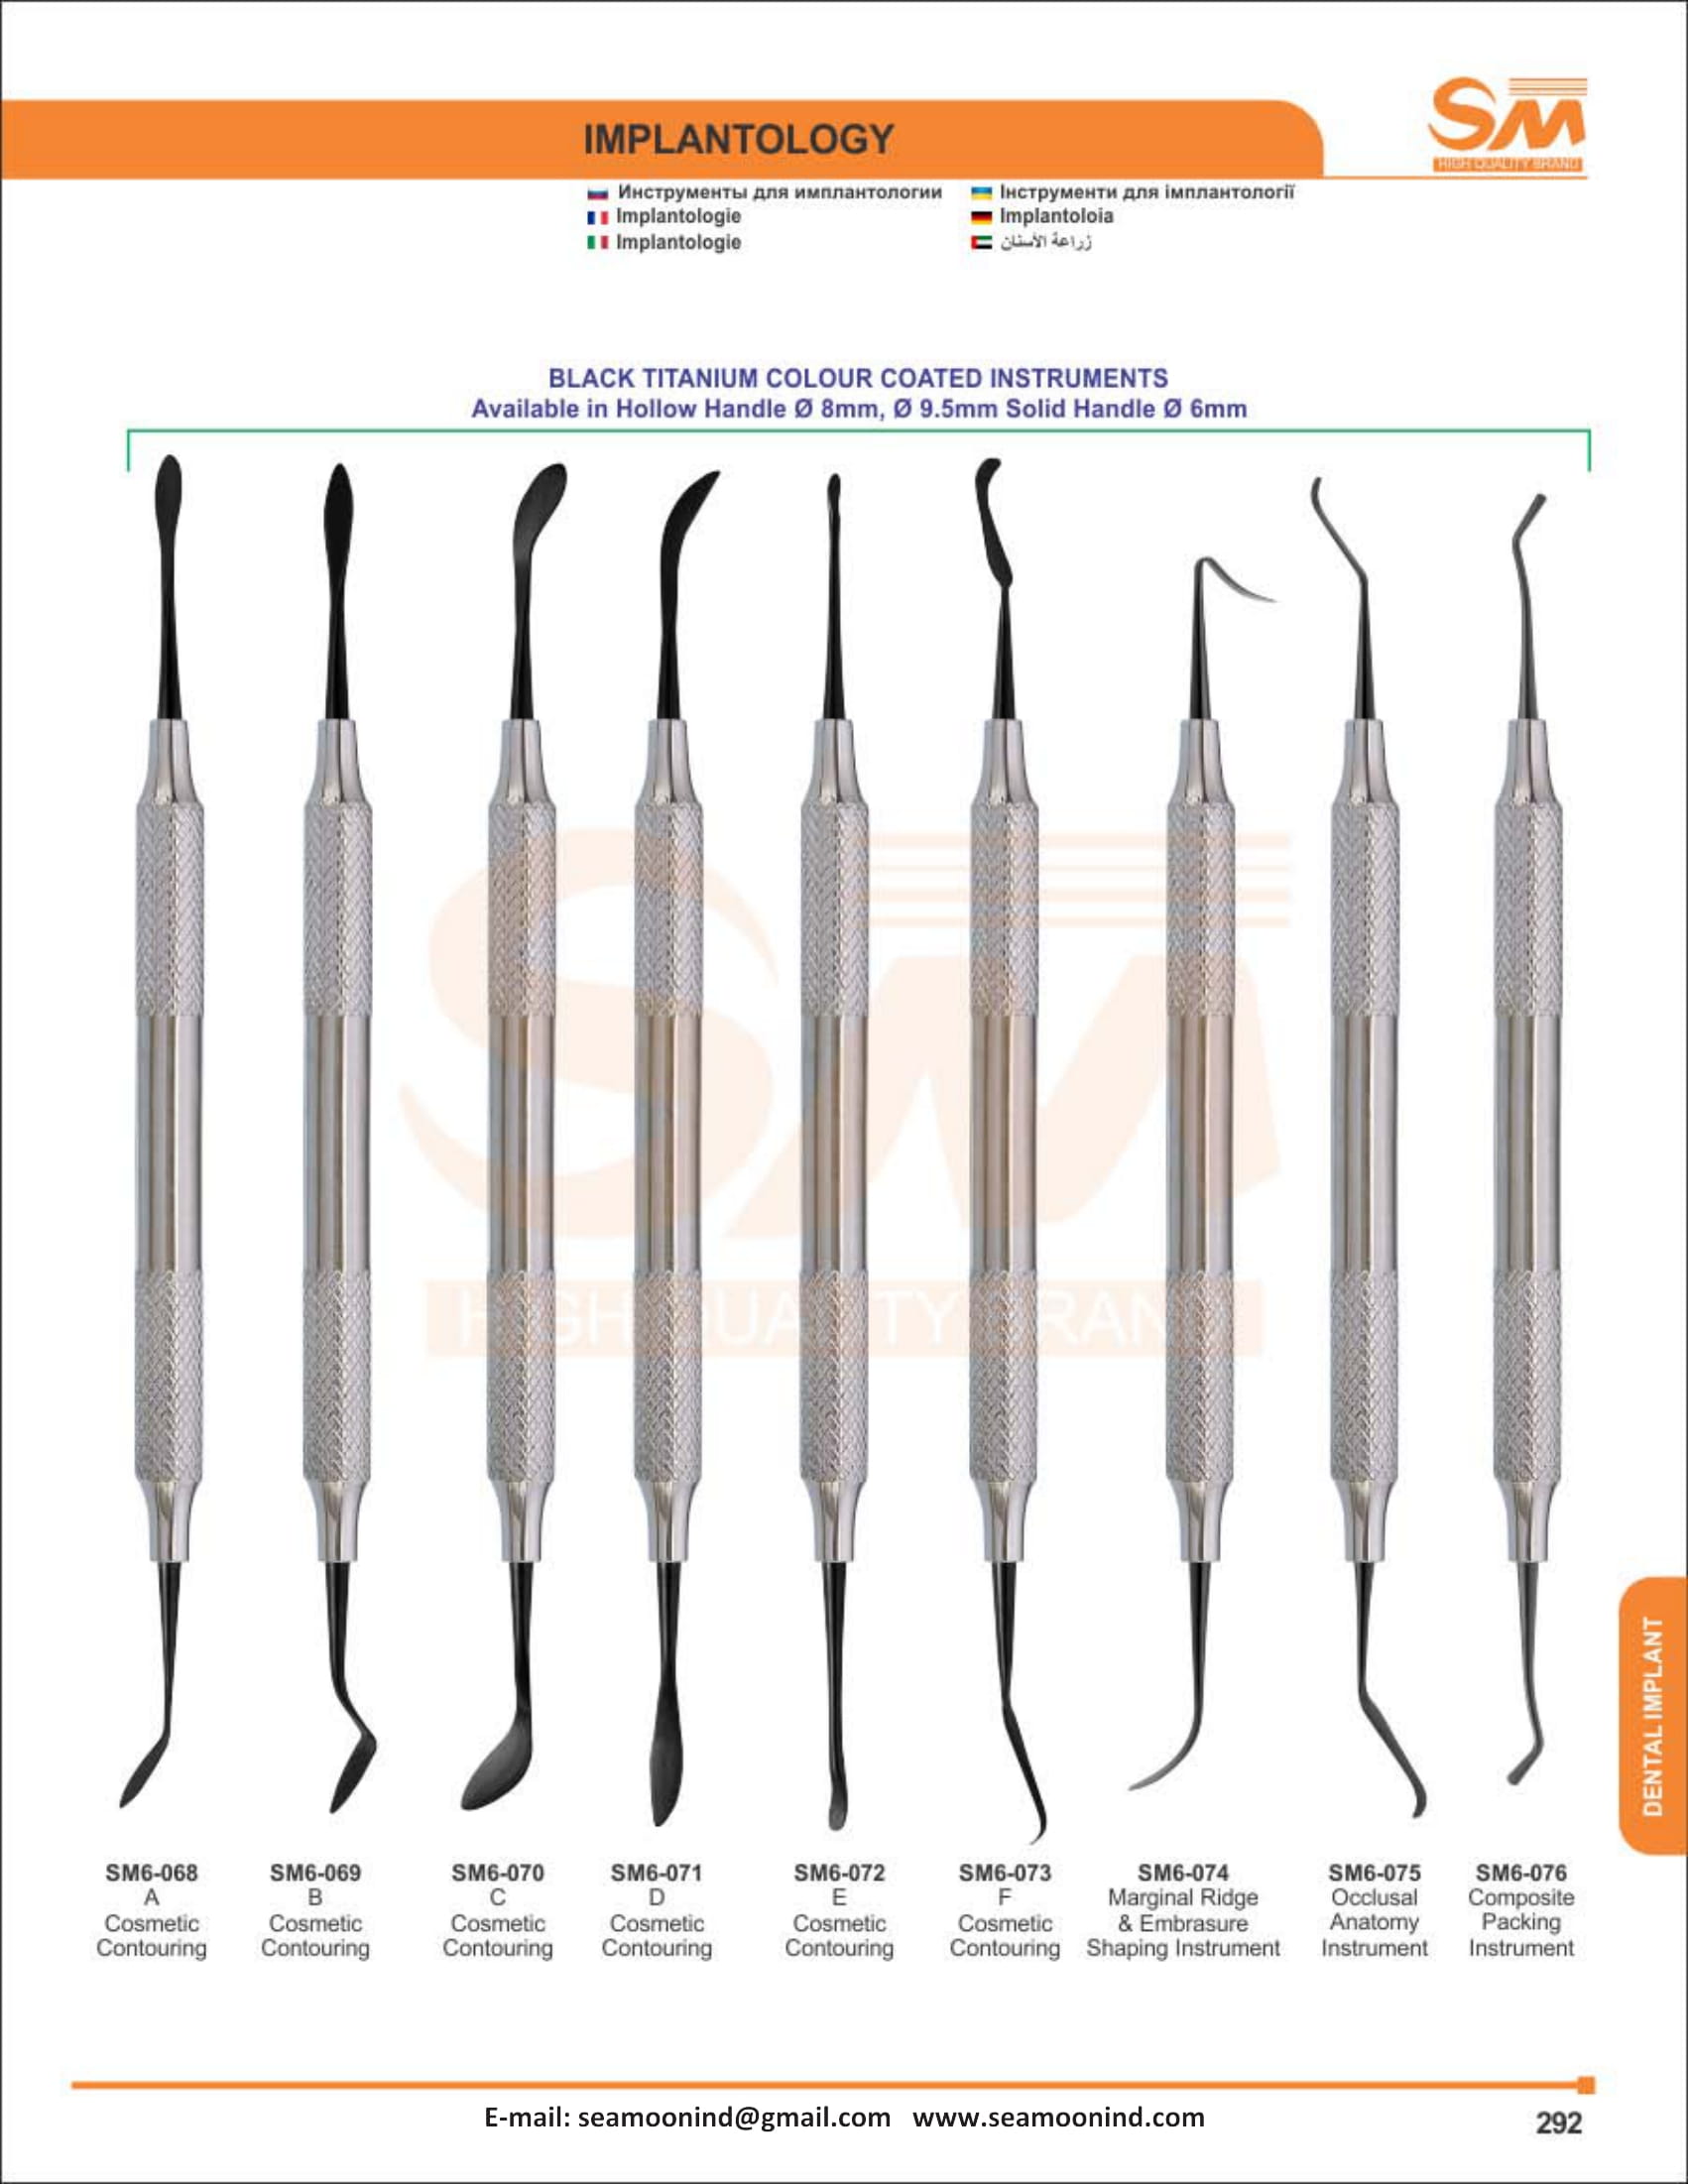 IMPLANTOLOGY
SM
HIGH QUALITY BRAND
Инструменты для имплантологии
Інструменти для імплантології
Implantologie
Implantoloia
Implantologie
زراعة الأسنان
BLACK TITANIUM COLOUR COATED INSTRUMENTS
Available in Hollow Handle Ø 8mm, Ø 9.5mm Solid Handle Ø 6mm
SM
HIGH QUALITY BRAND
SM6-068
A
Cosmetic
Contouring
SM6-069
B
Cosmetic
Contouring
SM6-070
C
Cosmetic
Contouring
SM6-071
D
Cosmetic
Contouring
SM6-072
E
Cosmetic
Contouring
SM6-073
F
Cosmetic
Contouring
SM6-074
Marginal Ridge
& Embrasure
Shaping Instrument
SM6-075
Occlusal
Anatomy
Instrument
SM6-076
Composite
Packing
Instrument
DENTAL IMPLANT
E-mail: seamoonind@gmail.com www.seamoonind.com
292